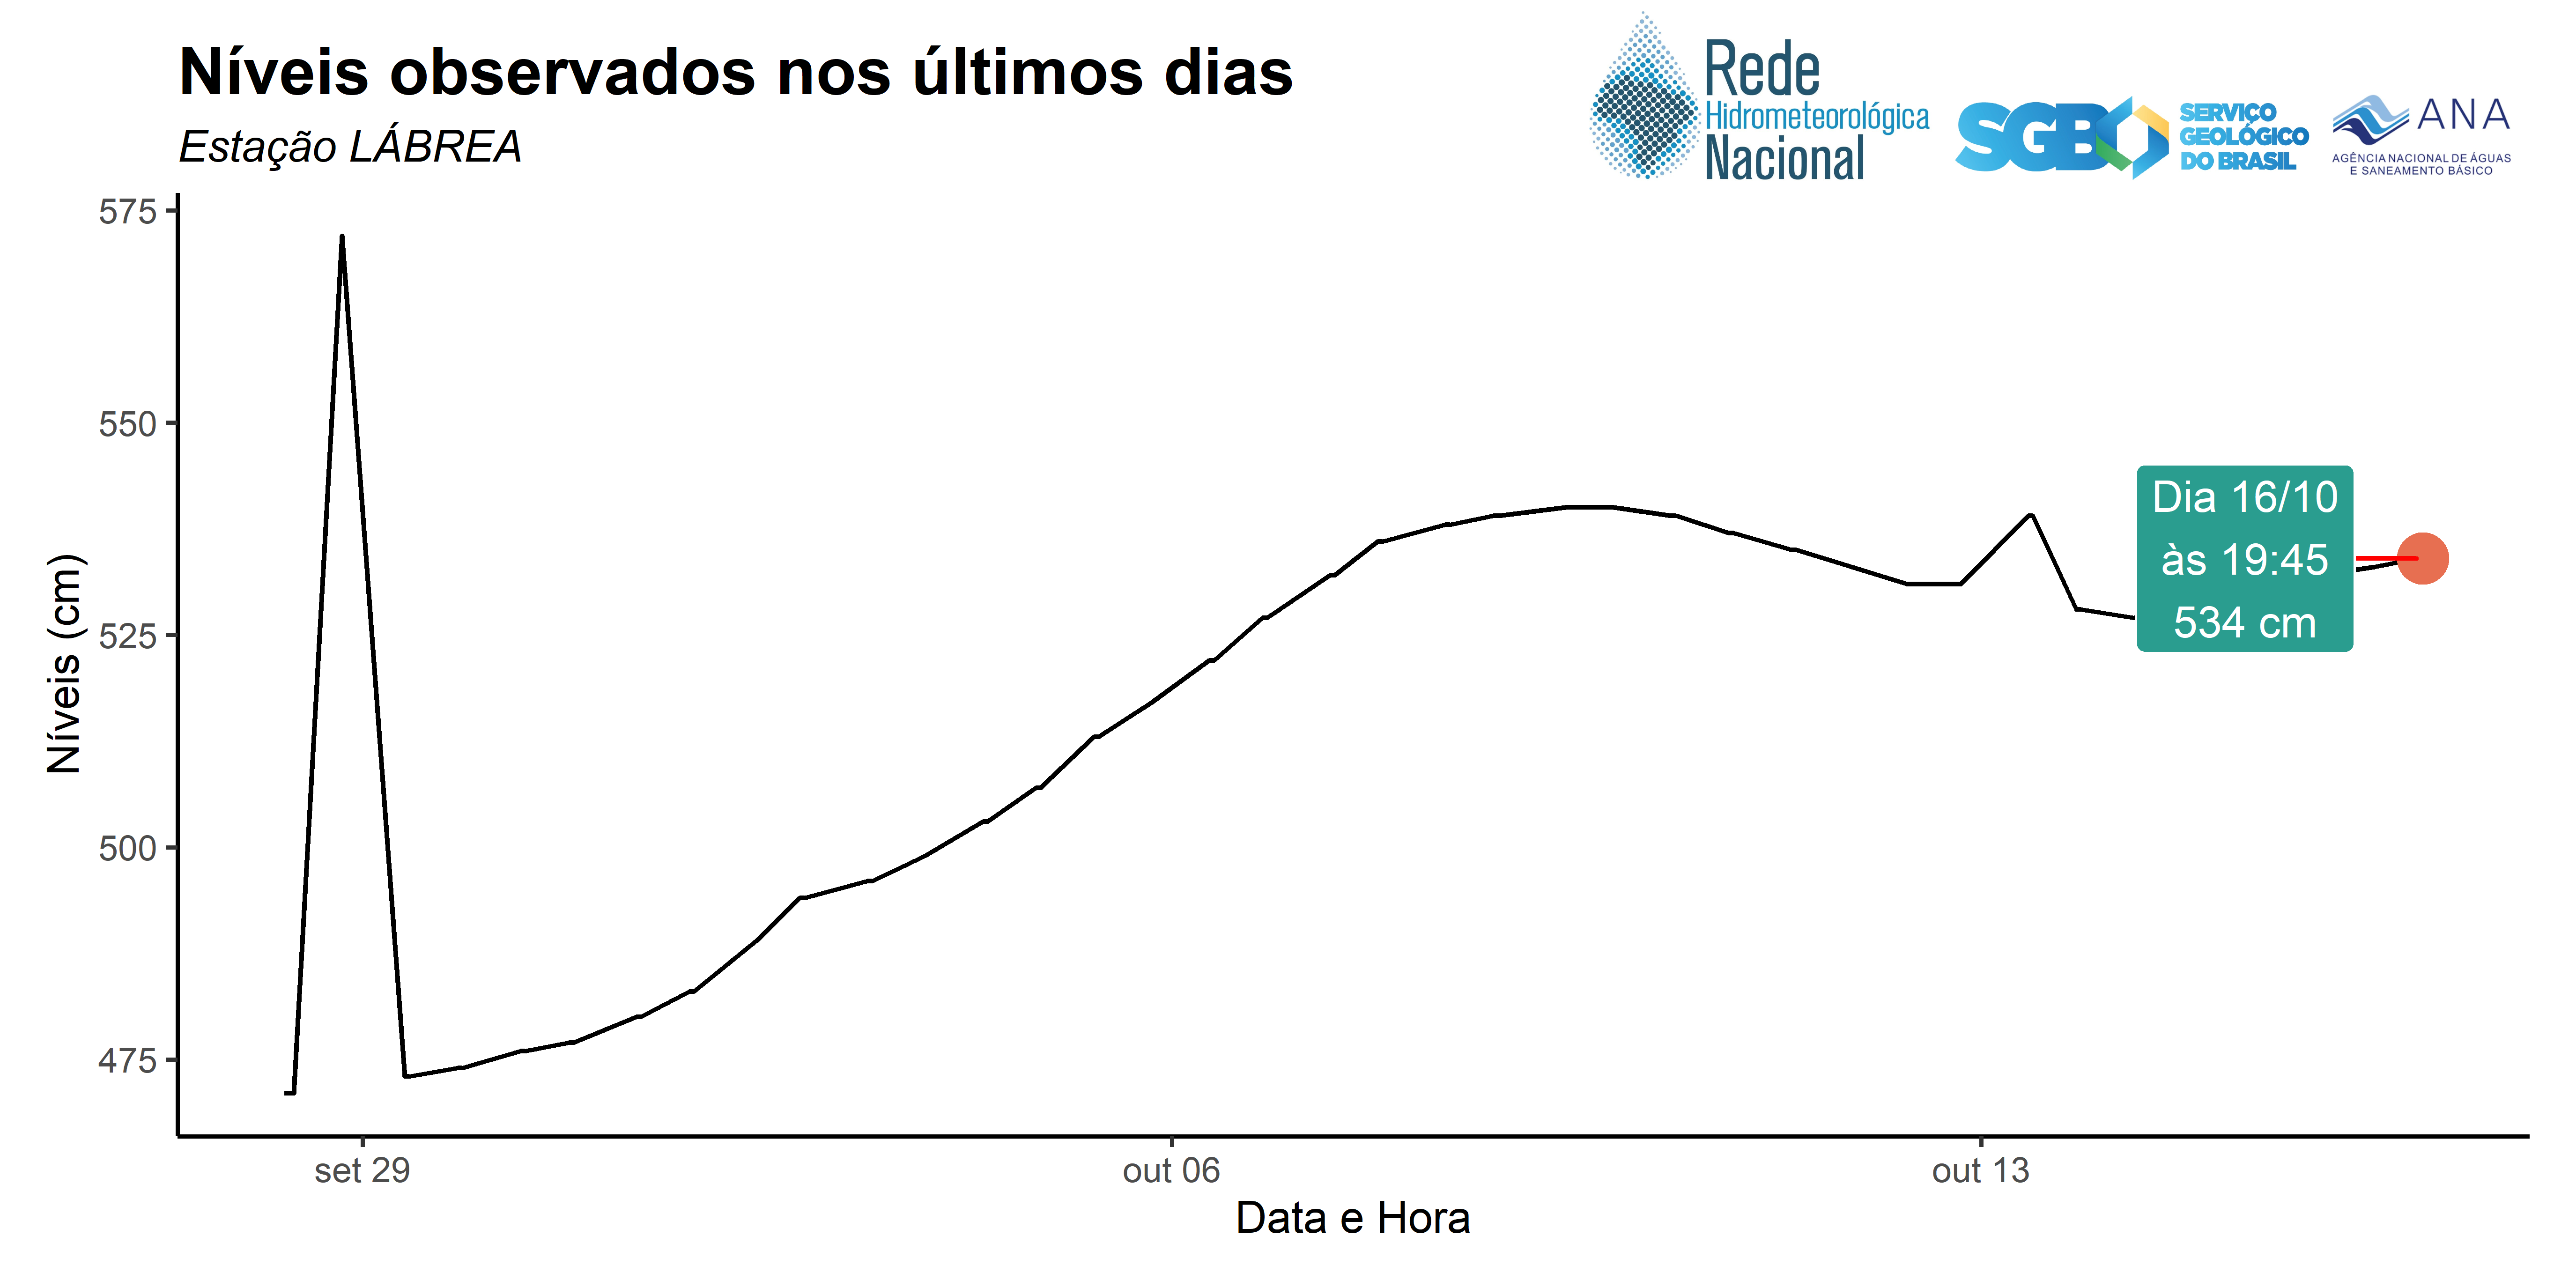 Níveis observados nos últimos dias
Estação LÁBREA
Rede
Hidrometeorológica
Nacional
SGB
SERVIÇO
GEOLÓGICO
DO BRASIL
ANA
AGÊNCIA NACIONAL DE ÁGUAS
E SANEAMENTO BÁSICO
575
550
525
500
475
Níveis (cm)
Dia 16/10
às 19:45
534 cm
set 29
out 06
out 13
Data e Hora